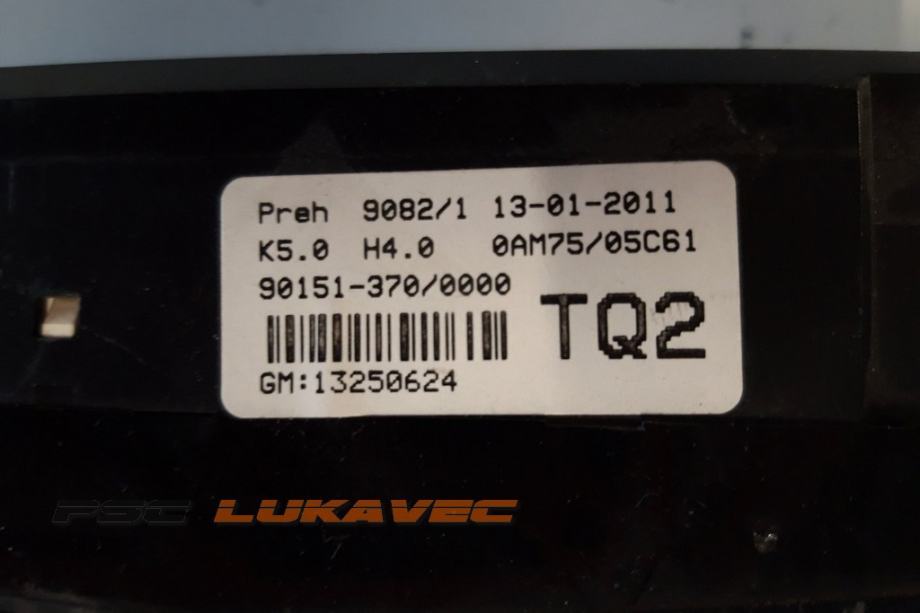 Preh 9082/1 13-01-2011
K5.0 H4.0 0AM75/05C61
90151-370/0000
TQ2
GM:13250624
PSC LUKAVEC